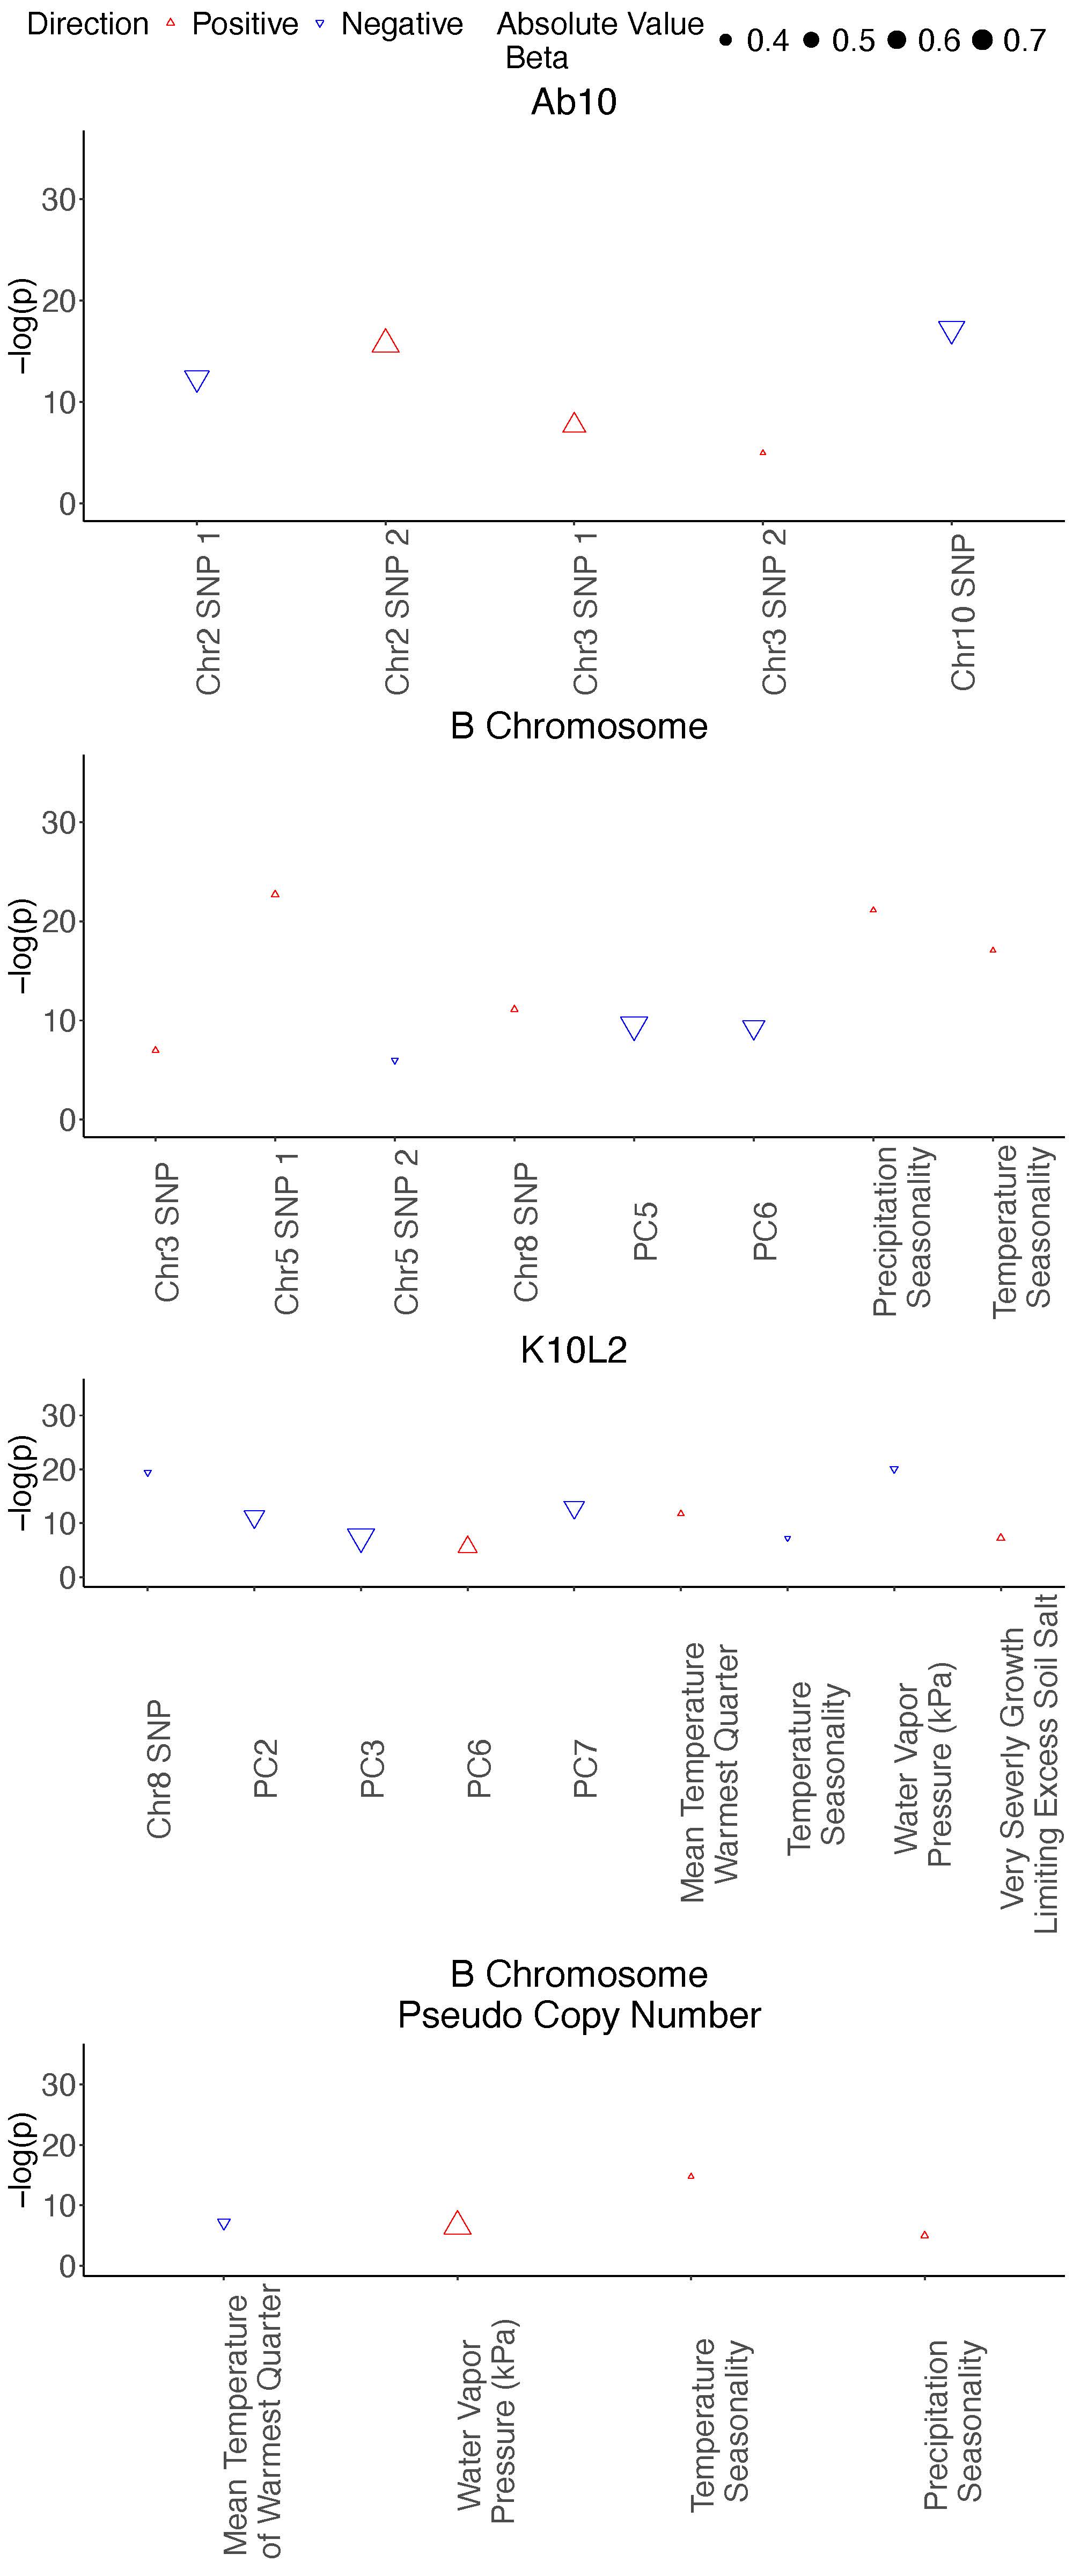 Direction Positive Negative Absolute Value 0.4 0.5 0.6 0.7
Beta
Ab10
30
20
10
0
−log(p)
Chr2 SNP 1
Chr2 SNP 2
Chr3 SNP 1
Chr3 SNP 2
Chr10 SNP
B Chromosome
30
20
10
0
−log(p)
Chr3 SNP
Chr5 SNP 1
Chr5 SNP 2
Chr8 SNP
PC5
PC6
Precipitation
Seasonality
Temperature
Seasonality
K10L2
30
20
10
0
−log(p)
Chr8 SNP
PC2
PC3
PC6
PC7
Mean Temperature
Warmest Quarter
Temperature
Seasonality
Water Vapor
Pressure (kPa)
Very Severly Growth
Limiting Excess Soil Salt
B Chromosome
Pseudo Copy Number
30
20
10
0
−log(p)
Mean Temperature
of Warmest Quarter
Water Vapor
Pressure (kPa)
Temperature
Seasonality
Precipitation
Seasonality